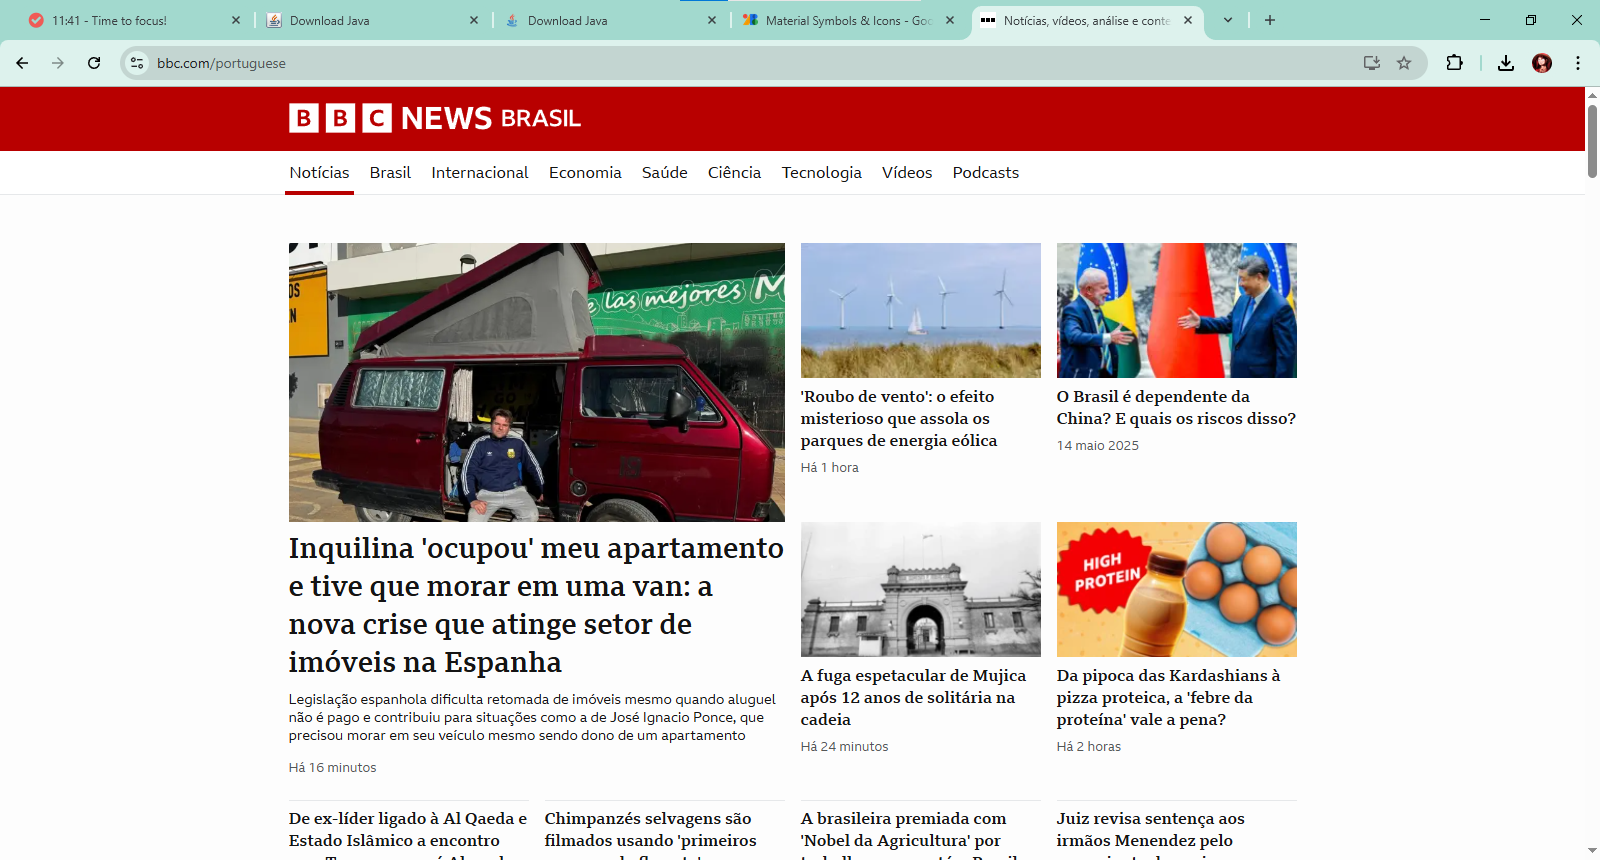 11:41 - Time to focus!
Download Java
Download Java
Material Symbols & Icons - Goo
Notícias, vídeos, análise e conte
bbc.com/portuguese
BBC NEWS BRASIL
Notícias
Brasil
Internacional
Economia
Saúde
Ciência
Tecnologia
Vídeos
Podcasts
e las mejores M
Inquilina 'ocupou' meu apartamento
e tive que morar em uma van: a
nova crise que atinge setor de
imóveis na Espanha
Legislação espanhola dificulta retomada de imóveis mesmo quando aluguel
não é pago e contribuiu para situações como a de José Ignacio Ponce, que
precisou morar em seu veículo mesmo sendo dono de um apartamento
Há 16 minutos
'Roubo de vento': o efeito
misterioso que assola os
parques de energia eólica
Há 1 hora
O Brasil é dependente da
China? E quais os riscos disso?
14 maio 2025
A fuga espetacular de Mujica
após 12 anos de solitária na
cadeia
Há 24 minutos
HIGH
PROTEIN
Da pipoca das Kardashians à
pizza proteica, a 'febre da
proteína' vale a pena?
Há 2 horas
De ex-líder ligado à Al Qaeda e
Estado Islâmico a encontro
Chimpanzés selvagens são
filmados usando 'primeiros
A brasileira premiada com
'Nobel da Agricultura' por
Juiz revisa sentença aos
irmãos Menendez pelo